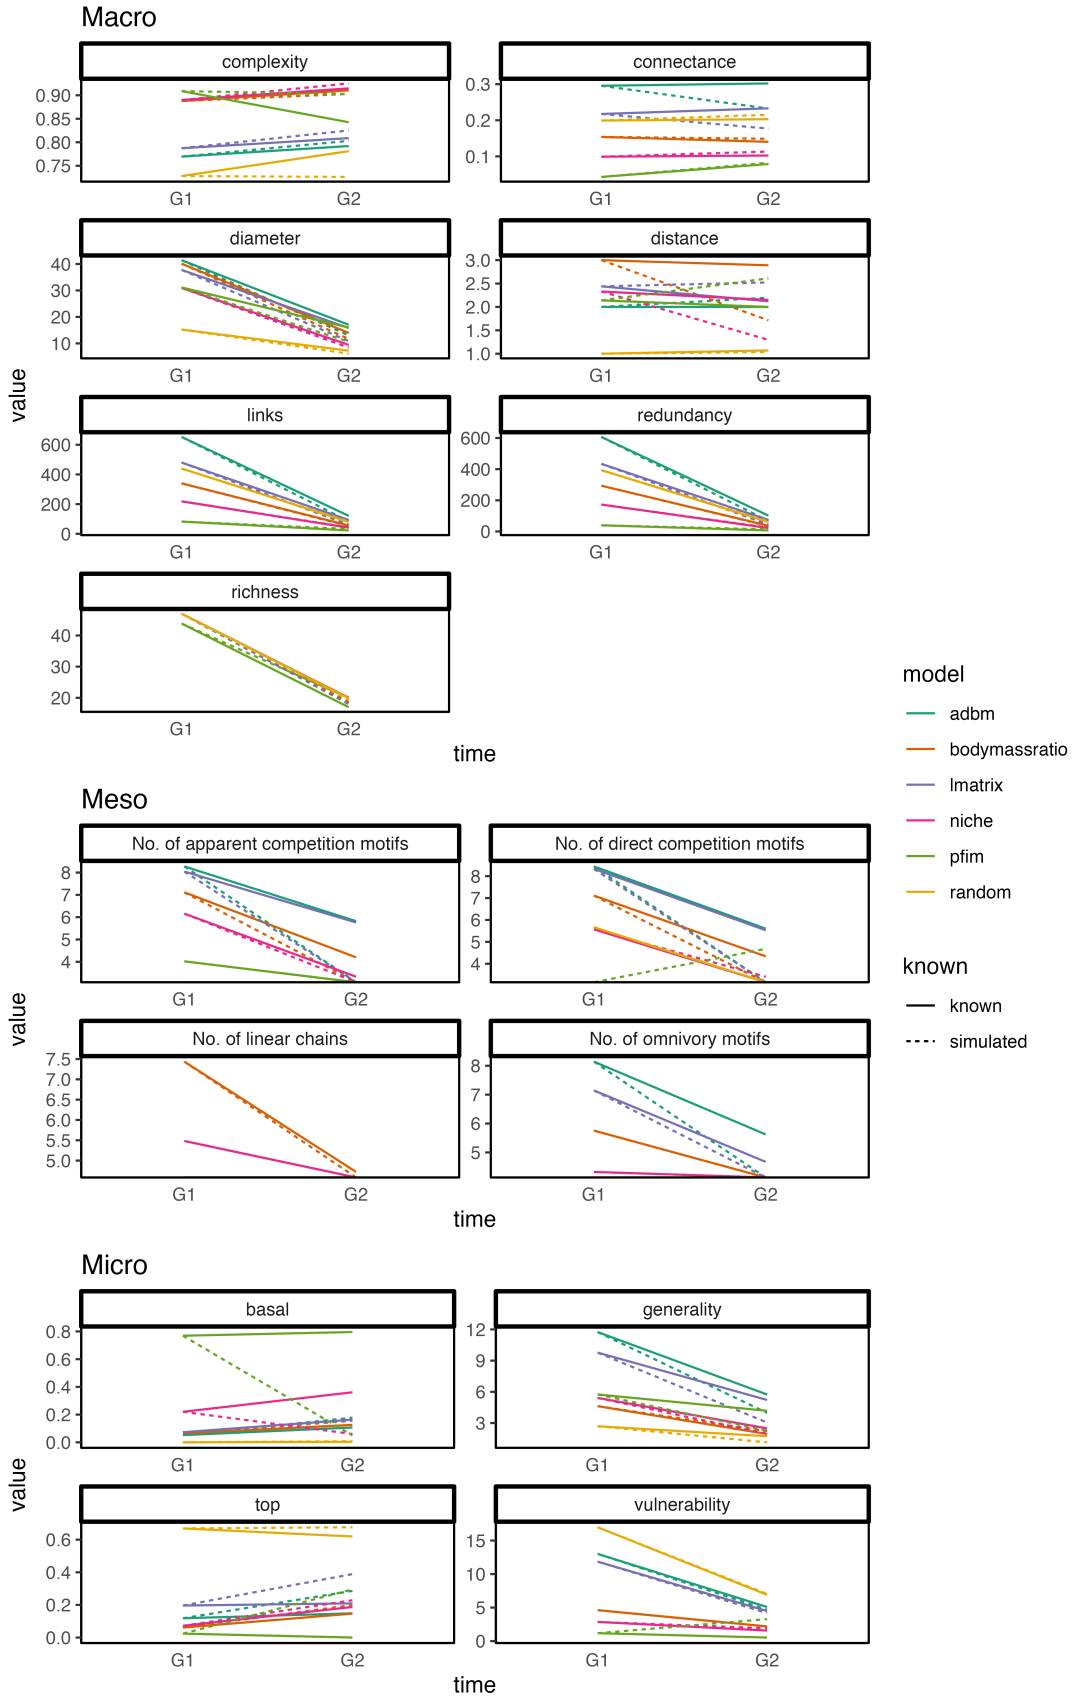 Macro
complexity
connectance
0.90
0.85
0.80
0.75
0.3
0.2
0.1
G1
G2
G1
G2
diameter
distance
40
30
20
10
3.0
2.5
2.0
1.5
1.0
G1
G2
G1
G2
value
links
redundancy
600
400
200
0
600
400
200
0
G1
G2
G1
G2
richness
40
30
20
G1
G2
time
Meso
No. of apparent competition motifs
No. of direct competition motifs
8
7
6
5
4
8
7
6
5
4
G1
G2
G1
G2
value
No. of linear chains
No. of omnivory motifs
7.5
7.0
6.5
6.0
5.5
5.0
8
7
6
5
G1
G2
G1
G2
time
Micro
basal
generality
0.8
0.6
0.4
0.2
0.0
12
9
6
3
G1
G2
G1
G2
value
top
vulnerability
0.6
0.4
0.2
0.0
15
10
5
0
G1
G2
G1
G2
time
model
adbm
bodymassratio
lmatrix
niche
pfim
random
known
known
simulated